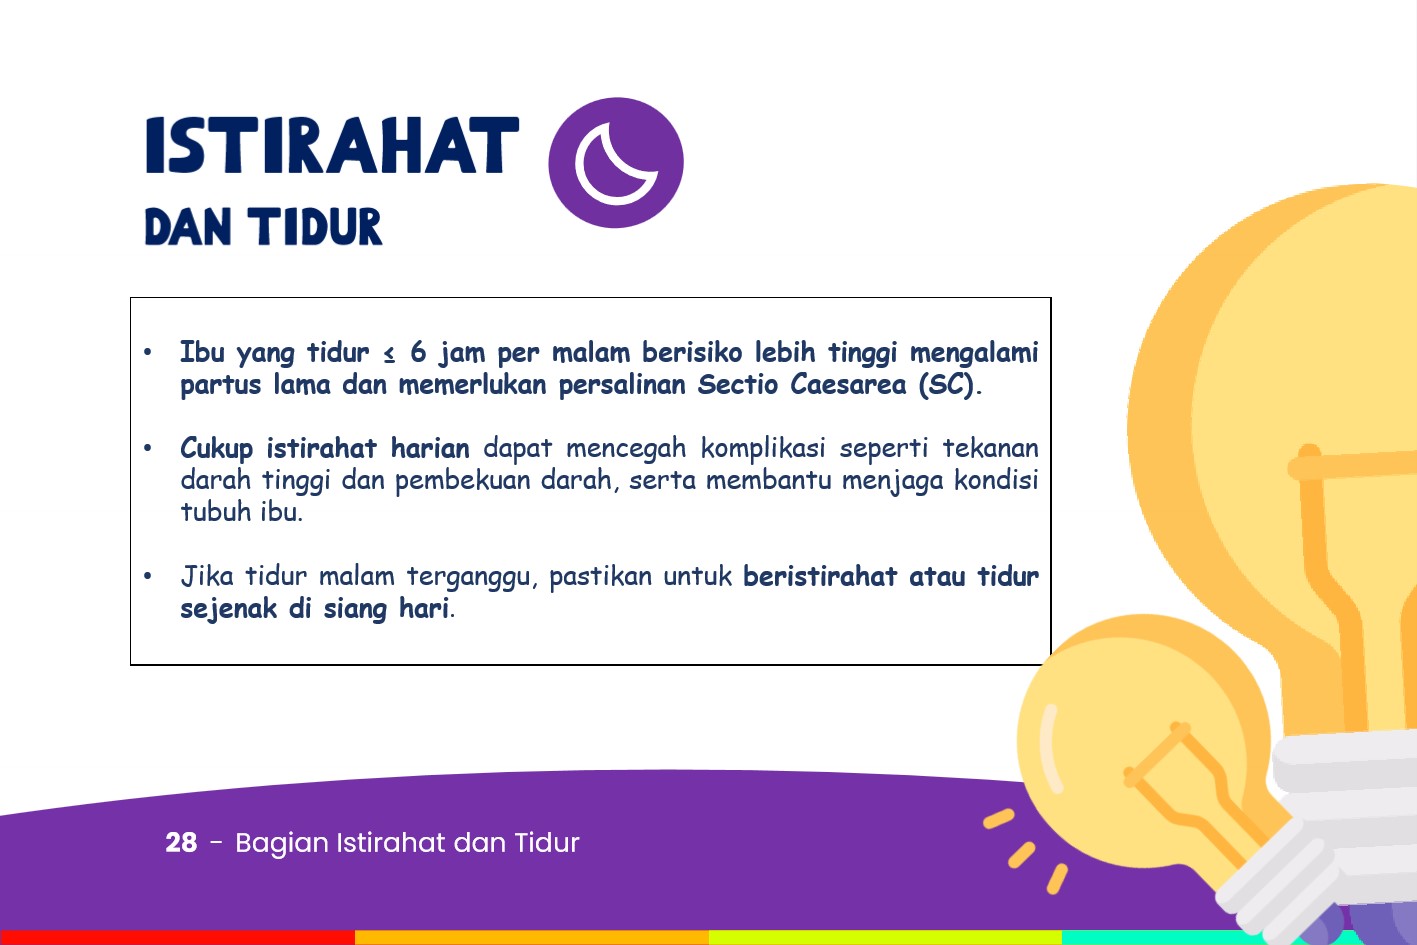 ISTIRAHAT
DAN TIDUR
• Ibu yang tidur ≤ 6 jam per malam berisiko lebih tinggi mengalami
partus lama dan memerlukan persalinan Sectio Caesarea (SC).
• Cukup istirahat harian dapat mencegah komplikasi seperti tekanan
darah tinggi dan pembekuan darah, serta membantu menjaga kondisi
tubuh ibu.
• Jika tidur malam terganggu, pastikan untuk beristirahat atau tidur
sejenak di siang hari.
28 - Bagian Istirahat dan Tidur